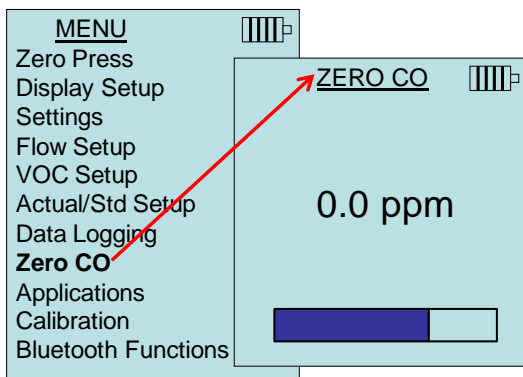 MENU
Zero Press
Display Setup
Settings
Flow Setup
VOC Setup
Actual/Std Setup
Data Logging
Zero CO
Applications
Calibration
Bluetooth Functions
ZERO CO
0.0 ppm